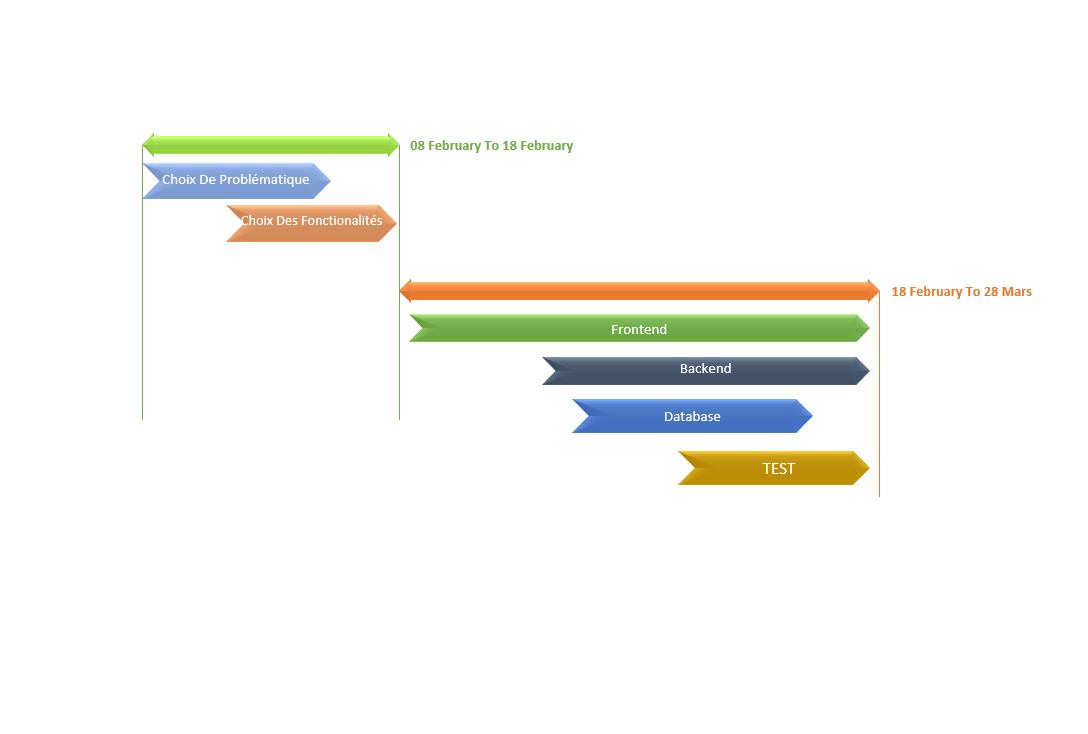 08 February To 18 February
Choix De Problématique
Choix Des Fonctionalités
18 February To 28 Mars
Frontend
Backend
Database
TEST